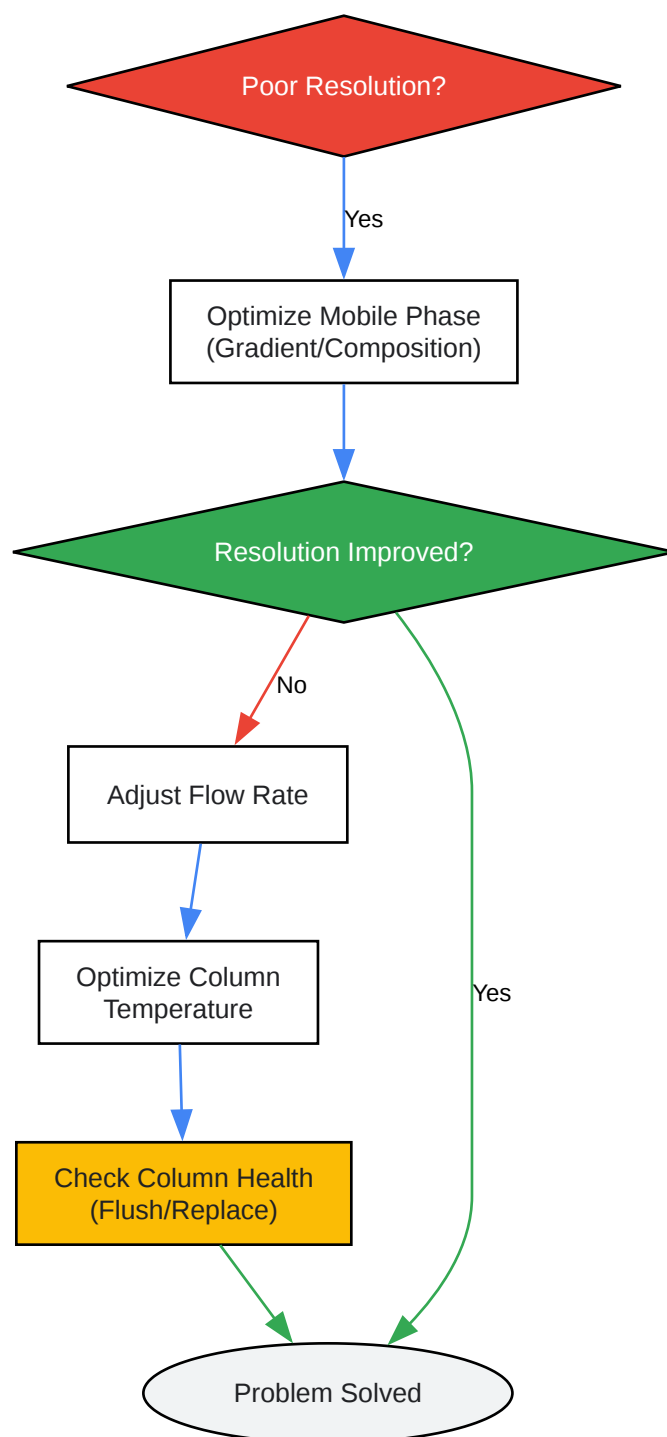 Poor Resolution?
Yes
Optimize Mobile Phase
(Gradient/Composition)
Resolution Improved?
No
Adjust Flow Rate
Optimize Column
Temperature
Yes
Check Column Health
(Flush/Replace)
Problem Solved